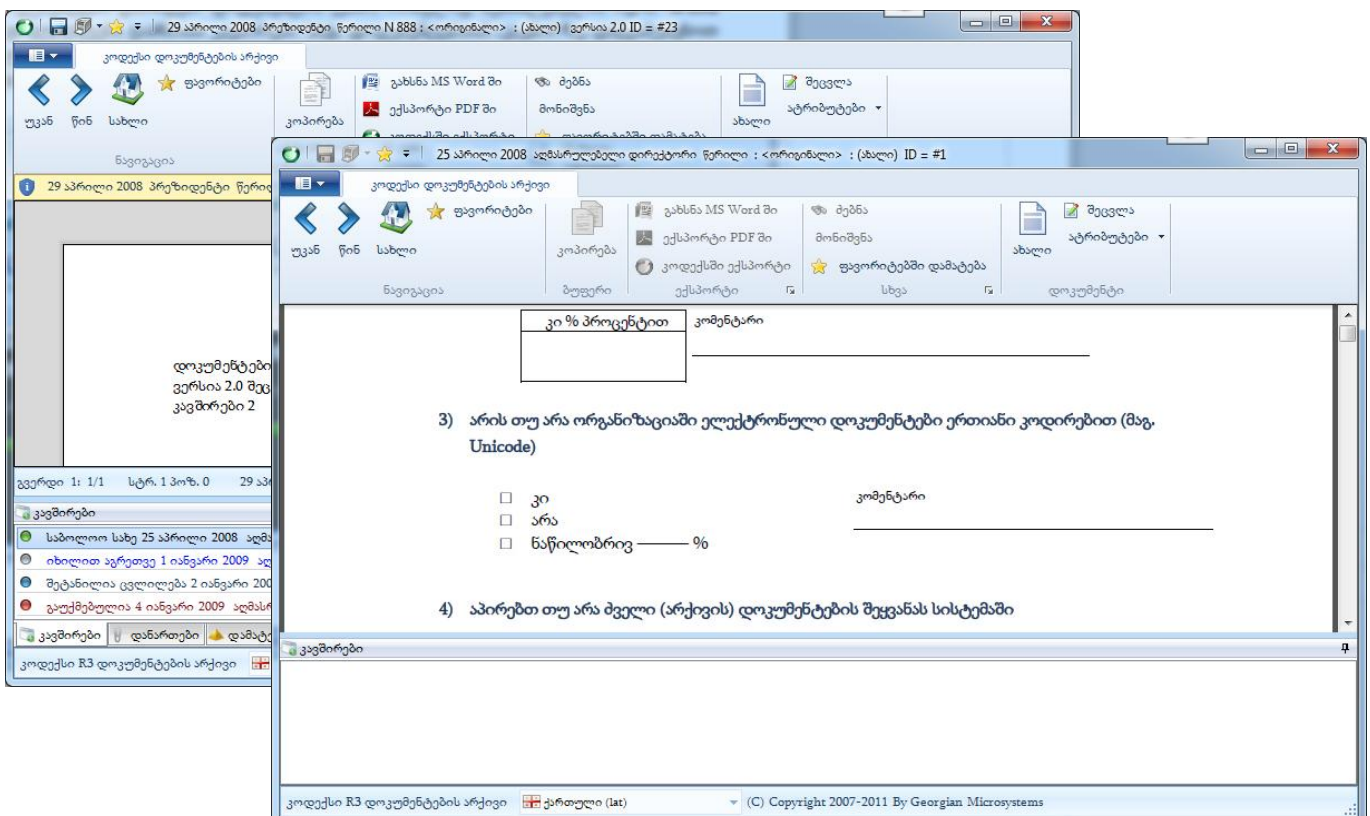 29 აპრილი 2008 პრეზიდენტი წერილი N 888 ; <ორიგინალი> ; (ახალი) ვერსია 2.0 ID = #23
კოდექსი დოკუმენტების არქივი
ფავორიტები
გახსნა MS Word ში
ძებნა
შეცვლა
ექსპორტი PDF ში
მონიშვნა
ატრიბუტები
უკან წინ სახლი
კოპირება
ახალი
კოდექსში ექსპორტი
ფავორიტებში დამატება
ნავიგაცია
29 აპრილი 2008 პრეზიდენტი
დოკუმენტები
ვერსია 2.0
კავშირები 2
გვერდი 1: 1/1 სტრ. 1 პოზ. 0 29
კავშირები
საბოლოო სახე 25 აპრილი 2008
იხილით აგრეთვე 1 იანვარი 2009
შეტანილია ცვლილება 2 იანვარი
გაუქმებულია 4 იანვარი 2009
კავშირები დანართები
კოდექსი R3 დოკუმენტების არქივი
25 აპრილი 2008 აღმასრულებელი დირექტორი წერილი ; <ორიგინალი> ; (ახალი) ID = #1
კოდექსი დოკუმენტების არქივი
ფავორიტები
გახსნა MS Word ში
ძებნა
შეცვლა
ექსპორტი PDF ში
მონიშვნა
ატრიბუტები
უკან წინ სახლი
კოპირება
ახალი
კოდექსში ექსპორტი
ფავორიტებში დამატება
ნავიგაცია ბუფერი ექსპორტი სხვა დოკუმენტი
კი % პროცენტით კომენტარი
3) არის თუ არა ორგანიზაციაში ელექტრონული დოკუმენტები ერთიანი კოდირებით (მაგ.
Unicode)
კი კომენტარი
არა
ნაწილობრივ ——— %
4) აპირებთ თუ არა ძველი (არქივის) დოკუმენტების შეყვანას სისტემაში
კავშირები
კოდექსი R3 დოკუმენტების არქივი ქართული (lat) (C) Copyright 2007-2011 By Georgian Microsystems